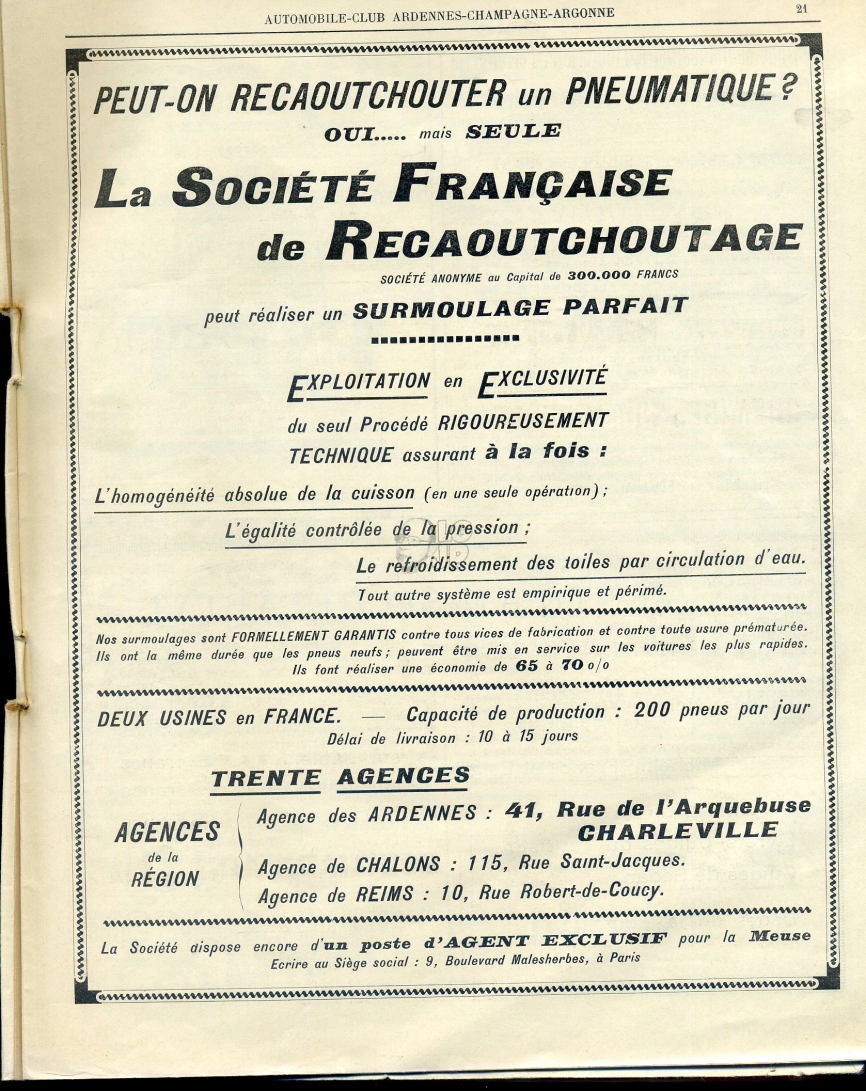 AUTOMOBILE-CLUB ARDENNES-CHAMPAGNE-ARGONNE 21
PEUT-ON RECAOUTCHOUTER un PNEUMATIQUE ?
OUI..... mais SEULE
La SOCIÉTÉ FRANÇAISE
de RECAOUTCHOUTAGE
SOCIÉTÉ ANONYME au Capital de 300.000 FRANCS
peut réaliser un SURMOULAGE PARFAIT
EXPLOITATION en EXCLUSIVITÉ
du seul Procédé RIGOUREUSEMENT
TECHNIQUE assurant à la fois :
L'homogénéité absolue de la cuisson (en une seule opération) ;
L'égalité contrôlée de la pression ;
Le refroidissement des toiles par circulation d'eau.
Tout autre système est empirique et périmé.
Nos surmoulages sont FORMELLEMENT GARANTIS contre tous vices de fabrication et contre toute usure prématurée.
Ils ont la même durée que les pneus neufs ; peuvent être mis en service sur les voitures les plus rapides.
Ils font réaliser une économie de 65 à 70 o/o
DEUX USINES en FRANCE. — Capacité de production : 200 pneus par jour
Délai de livraison : 10 à 15 jours
TRENTE AGENCES
AGENCES
de la
RÉGION
Agence des ARDENNES : 41, Rue de l'Arquebuse
CHARLEVILLE
Agence de CHALONS : 115, Rue Saint-Jacques.
Agence de REIMS : 10, Rue Robert-de-Coucy.
La Société dispose encore d'un poste d'AGENT EXCLUSIF pour la Meuse
Ecrire au Siège social : 9, Boulevard Malesherbes, à Paris